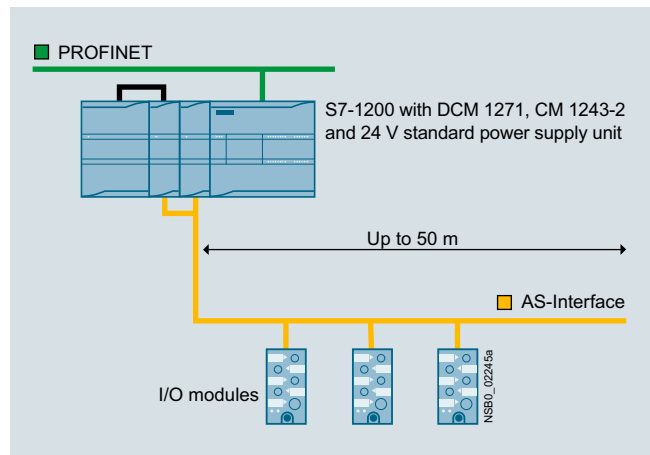 PROFINET
S7-1200 with DCM 1271, CM 1243-2
and 24 V standard power supply unit
Up to 50 m
AS-Interface
I/O modules
NSB0_02245a